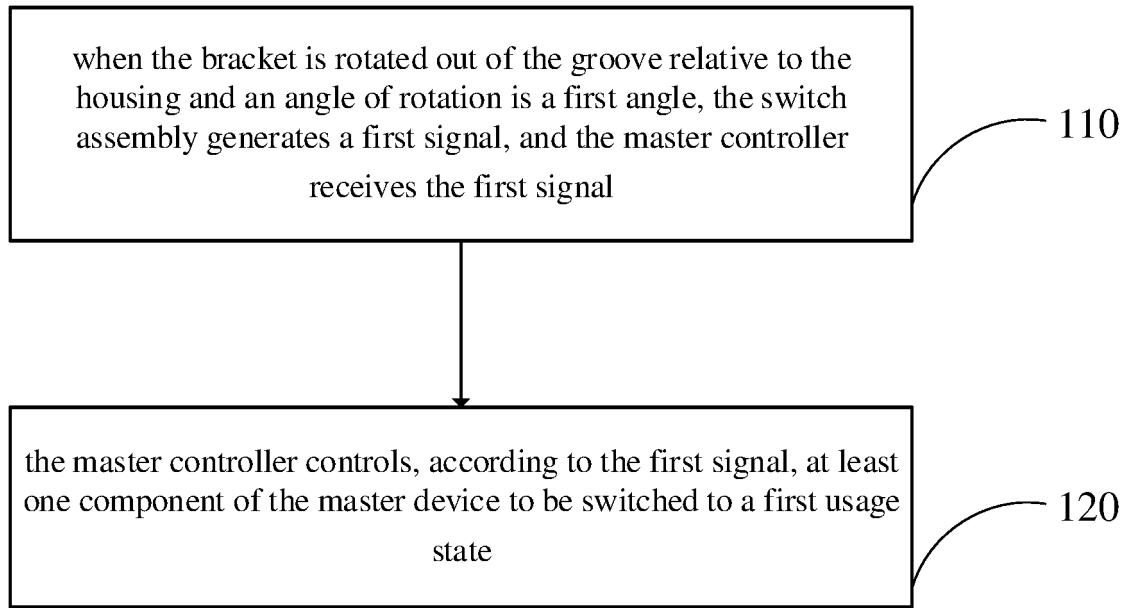 when the bracket is rotated out of the groove relative to the
housing and an angle of rotation is a first angle, the switch
assembly generates a first signal, and the master controller
receives the first signal
110
the master controller controls, according to the first signal, at least
one component of the master device to be switched to a first usage
state
120